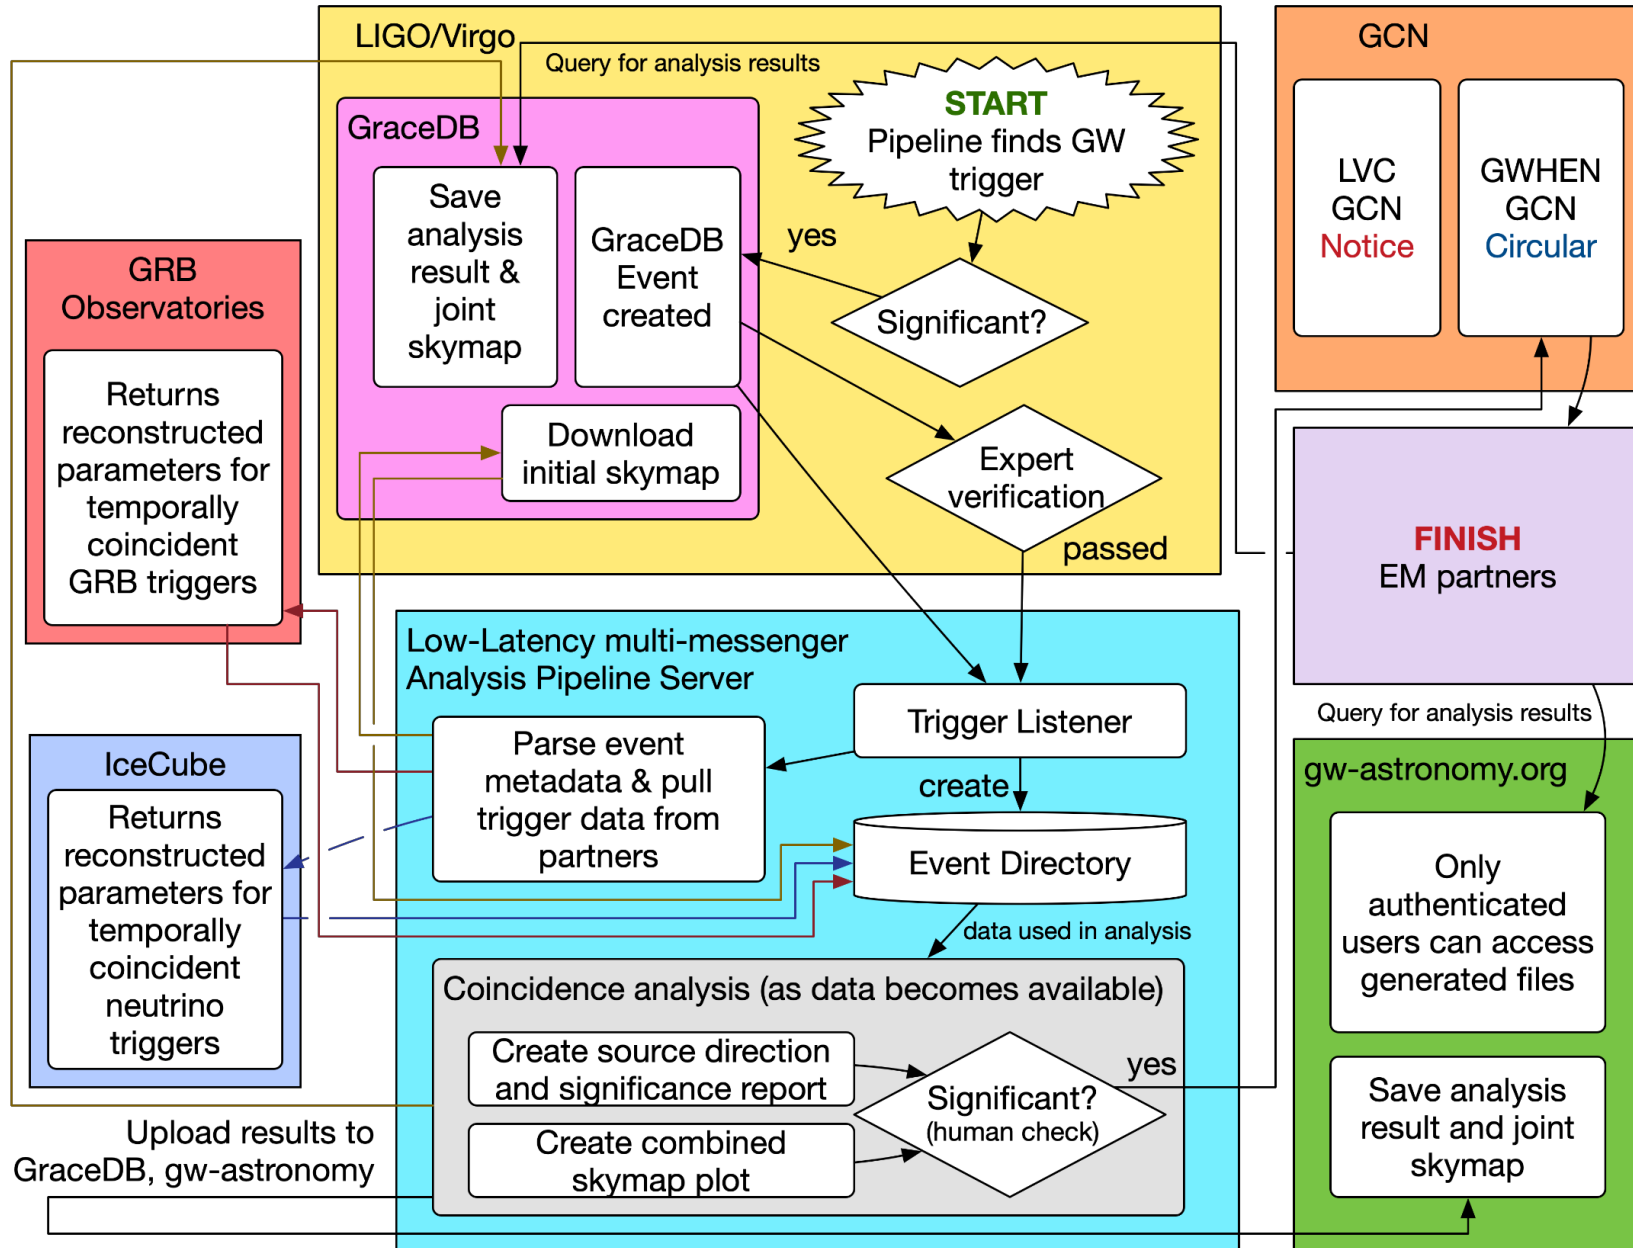 LIGO/Virgo
Query for analysis results
START
Pipeline finds GW
trigger
GraceDB
Save
analysis
result &
joint
skymap
GraceDB
Event
created
yes
Significant?
Download
initial skymap
Expert
verification
passed
GCN
LVC
GCN
Notice
GWHEN
GCN
Circular
GRB
Observatories
Returns
reconstructed
parameters for
temporally
coincident
GRB triggers
FINISH
EM partners
Low-Latency multi-messenger
Analysis Pipeline Server
Trigger Listener
Parse event
metadata & pull
trigger data from
partners
create
Event Directory
data used in analysis
IceCube
Returns
reconstructed
parameters for
temporally
coincident
neutrino
triggers
Query for analysis results
gw-astronomy.org
Only
authenticated
users can access
generated files
Save analysis
result and joint
skymap
Coincidence analysis (as data becomes available)
Create source direction
and significance report
Create combined
skymap plot
Significant?
(human check)
yes
Upload results to
GraceDB, gw-astronomy